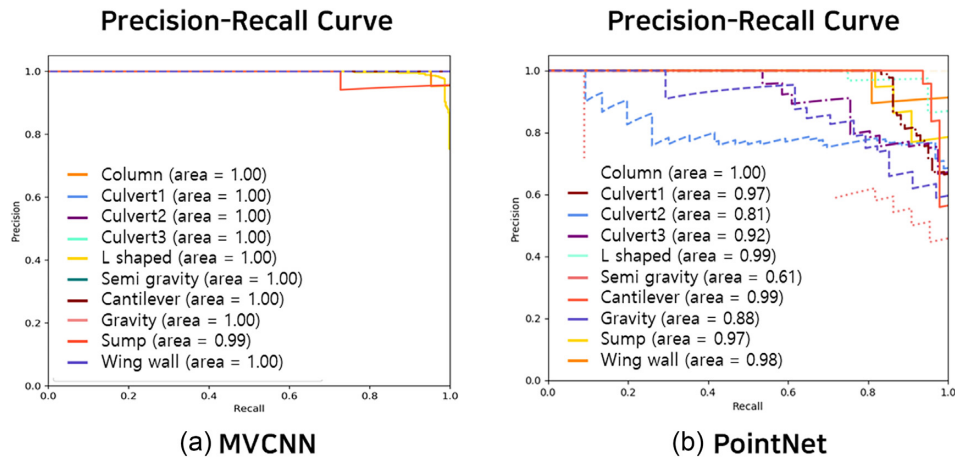 Precision-Recall Curve
1.0
0.8
0.6
0.4
0.2
0.0
Precision
Column (area = 1.00)
Culvert1 (area = 1.00)
Culvert2 (area = 1.00)
Culvert3 (area = 1.00)
L shaped (area = 1.00)
Semi gravity (area = 1.00)
Cantilever (area = 1.00)
Gravity (area = 1.00)
Sump (area = 0.99)
Wing wall (area = 1.00)
0.0 0.2 0.4 0.6 0.8 1.0
Recall
(a) MVCNN
Precision-Recall Curve
1.0
0.8
0.6
0.4
0.2
0.0
Precision
Column (area = 1.00)
Culvert1 (area = 0.97)
Culvert2 (area = 0.81)
Culvert3 (area = 0.92)
L shaped (area = 0.99)
Semi gravity (area = 0.61)
Cantilever (area = 0.99)
Gravity (area = 0.88)
Sump (area = 0.97)
Wing wall (area = 0.98)
0.0 0.2 0.4 0.6 0.8 1.0
Recall
(b) PointNet